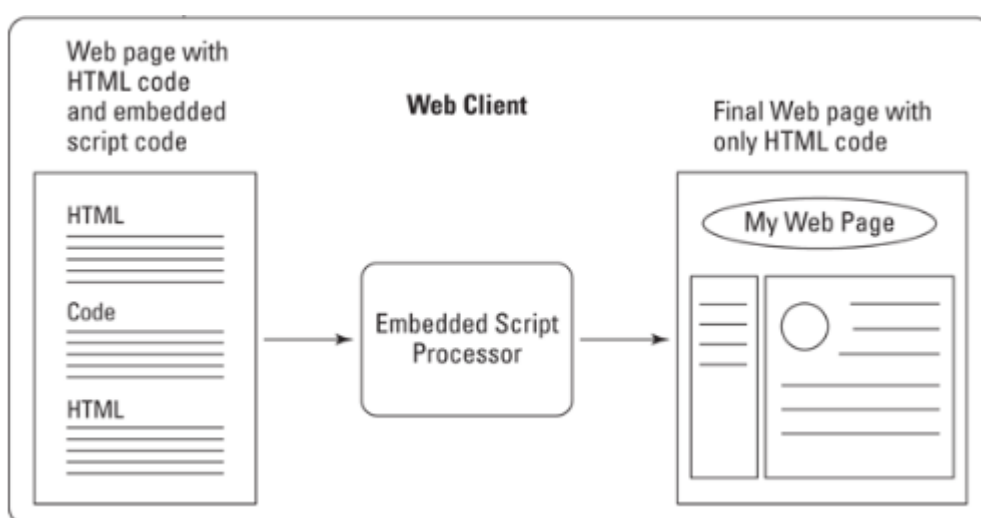 Web page with
HTML code
and embedded
script code
Web Client
Final Web page with
only HTML code
HTML
Code
HTML
Embedded Script
Processor
My Web Page